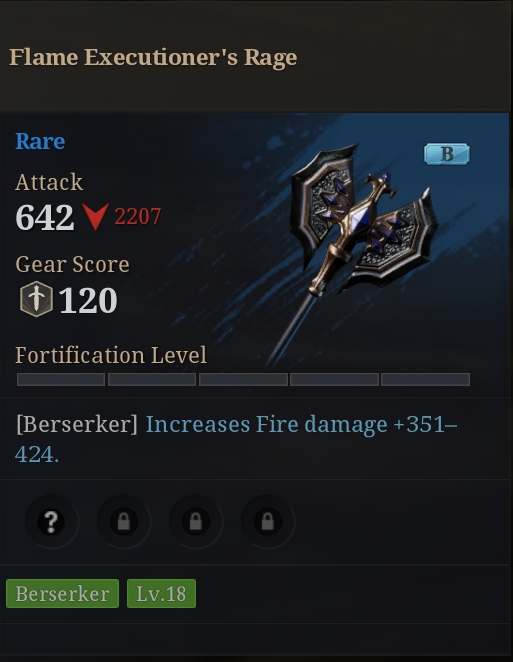 Flame Executioner's Rage
Rare
B
Attack
642 2207
Gear Score
120
Fortification Level
[Berserker] Increases Fire damage +351–
424.
?
Berserker Lv.18